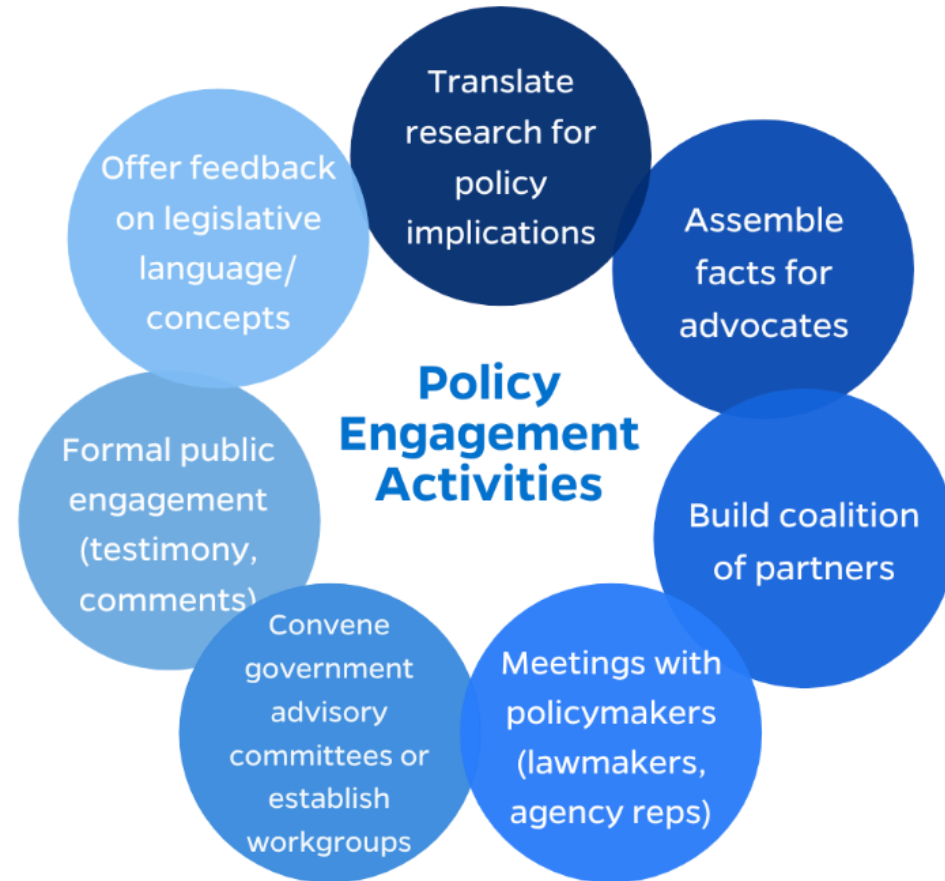 Translate
research for
policy
implications
Assemble
facts for
advocates
Build coalition
of partners
Meetings with
policymakers
(lawmakers,
agency reps)
Convene
government
advisory
committees or
establish
workgroups
Formal public
engagement
(testimony,
comments)
Offer feedback
on legislative
language/
concepts
Policy
Engagement
Activities